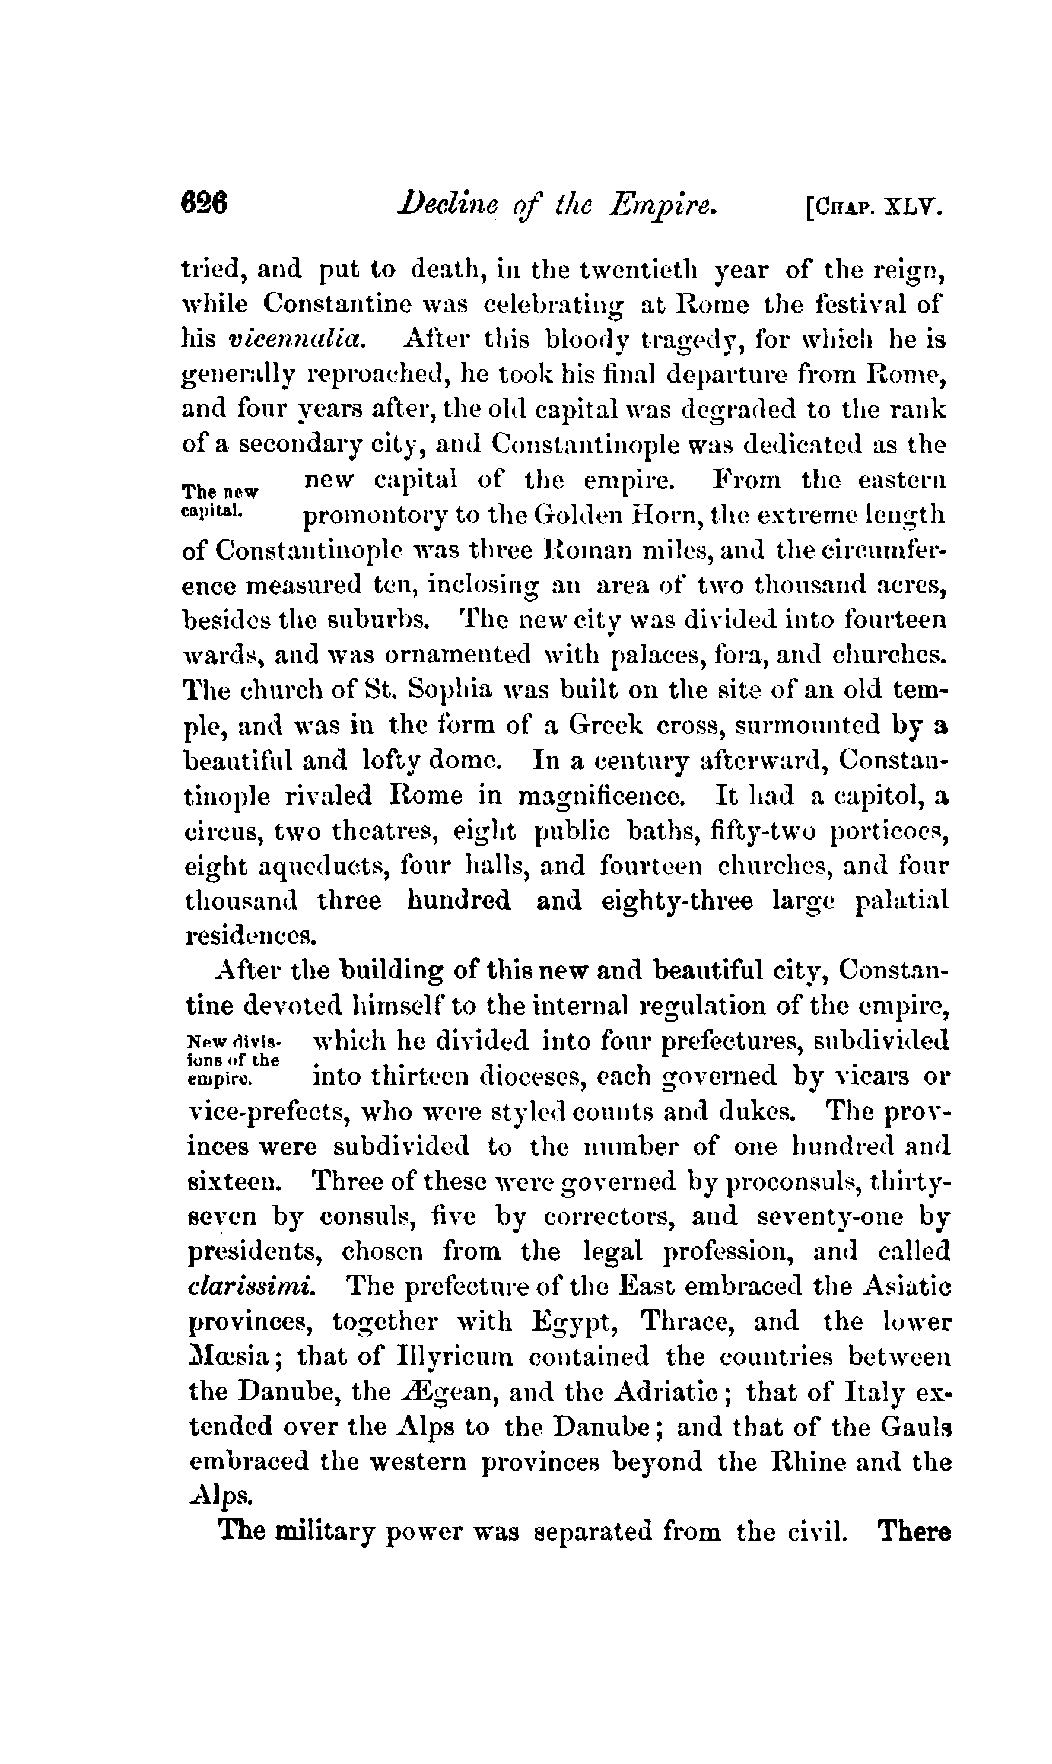 626 Decline of the Empire. [CHAP. XLV.
tried, and put to death, in the twentieth year of the reign,
while Constantine was celebrating at Rome the festival of
his vicennalia. After this bloody tragedy, for which he is
generally reproached, he took his final departure from Rome,
and four years after, the old capital was degraded to the rank
of a secondary city, and Constantinople was dedicated as the
The new
capital.
new capital of the empire. From the eastern
promontory to the Golden Horn, the extreme length
of Constantinople was three Roman miles, and the circumfer-
ence measured ten, inclosing an area of two thousand acres,
besides the suburbs. The new city was divided into fourteen
wards, and was ornamented with palaces, fora, and churches.
The church of St. Sophia was built on the site of an old tem-
ple, and was in the form of a Greek cross, surmounted by a
beautiful and lofty dome. In a century afterward, Constan-
tinople rivaled Rome in magnificence. It had a capitol, a
circus, two theatres, eight public baths, fifty-two porticoes,
eight aqueducts, four halls, and fourteen churches, and four
thousand three hundred and eighty-three large palatial
residences.
After the building of this new and beautiful city, Constan-
tine devoted himself to the internal regulation of the empire,
New divis-
ions of the
empire.
which he divided into four prefectures, subdivided
into thirteen dioceses, each governed by vicars or
vice-prefects, who were styled counts and dukes. The prov-
inces were subdivided to the number of one hundred and
sixteen. Three of these were governed by proconsuls, thirty-
seven by consuls, five by correctors, and seventy-one by
presidents, chosen from the legal profession, and called
clarissimi. The prefecture of the East embraced the Asiatic
provinces, together with Egypt, Thrace, and the lower
Mœsia; that of Illyricum contained the countries between
the Danube, the Ægean, and the Adriatic; that of Italy ex-
tended over the Alps to the Danube; and that of the Gauls
embraced the western provinces beyond the Rhine and the
Alps.
The military power was separated from the civil. There